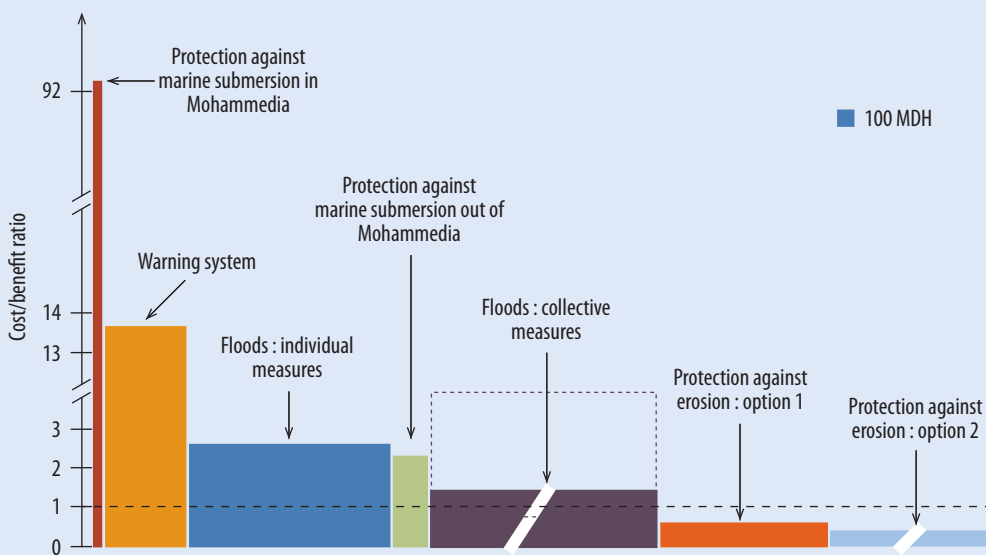 Protection against
marine submersion in
Mohammedia
92
100 MDH
Protection against
marine submersion out of
Mohammedia
Cost/benefit ratio
Warning system
14
13
Floods : individual
measures
Floods : collective
measures
Protection against
erosion : option 1
Protection against
erosion : option 2
3
2
1
0